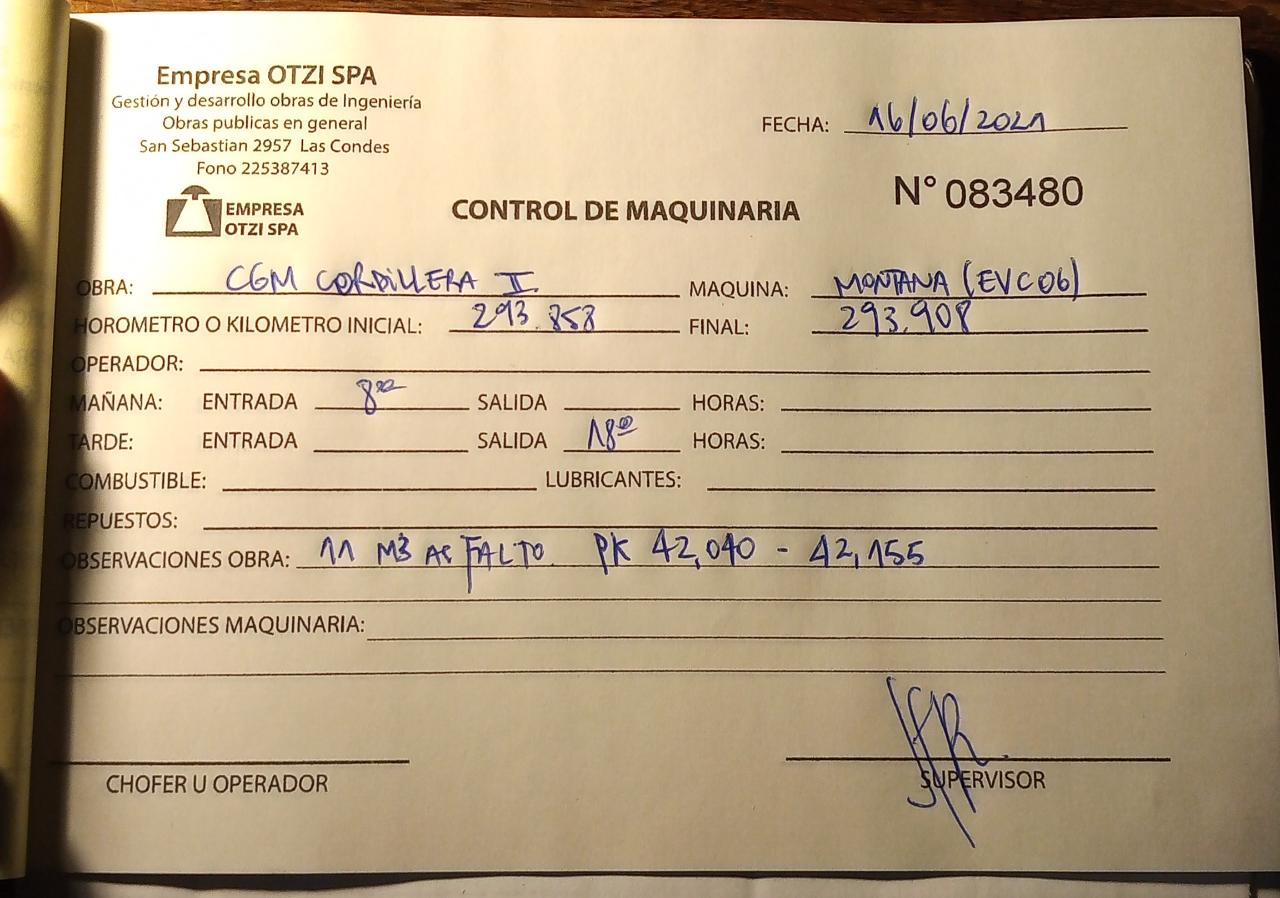 Empresa OTZI SPA
Gestión y desarrollo obras de Ingeniería
Obras publicas en general
San Sebastian 2957 Las Condes
Fono 225387413
EMPRESA
OTZI SPA
FECHA: 16/06/2021
CONTROL DE MAQUINARIA
N° 083480
OBRA: CGM CORDILLERA II. MAQUINA: MONTANA (EVC06)
HOROMETRO O KILOMETRO INICIAL: 293.858 FINAL: 293.908
OPERADOR:
MAÑANA: ENTRADA 8:00 SALIDA HORAS:
TARDE: ENTRADA SALIDA 18:00 HORAS:
COMBUSTIBLE: LUBRICANTES:
REPUESTOS:
OBSERVACIONES OBRA: 11 M3 ASFALTO. PK 42,040 - 42,155
OBSERVACIONES MAQUINARIA:
CHOFER U OPERADOR
SUPERVISOR